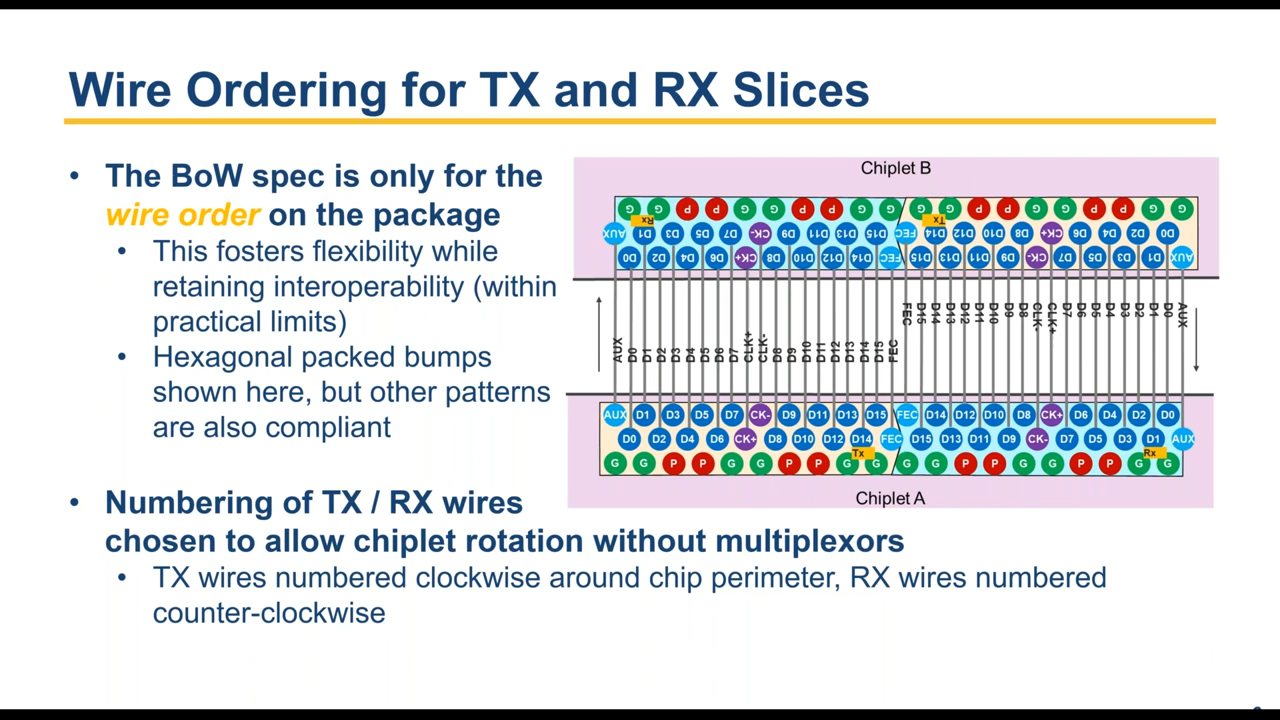 Wire Ordering for TX and RX Slices
• The BoW spec is only for the
wire order on the package
• This fosters flexibility while
retaining interoperability (within
practical limits)
• Hexagonal packed bumps
shown here, but other patterns
are also compliant
• Numbering of TX / RX wires
chosen to allow chiplet rotation without multiplexors
• TX wires numbered clockwise around chip perimeter, RX wires numbered
counter-clockwise
Chiplet B
G G P P G G P P G G G G P P G G P P G G
Rx Tx
AUX D1 D3 D5 D7 CK- D9 D11 D13 D15 FEC D14 D12 D10 D8 CK+ D6 D4 D2 D0
D0 D2 D4 D6 CK+ D8 D10 D12 D14 FEC D15 D13 D11 D9 CK- D7 D5 D3 D1 AUX
AUX D0 D1 D2 D3 D4 D5 D6 D7 CLK+ CLK- D8 D9 D10 D11 D12 D13 D14 D15 FEC
FEC D15 D14 D13 D12 D11 D10 D9 D8 CLK- CLK+ D7 D6 D5 D4 D3 D2 D1 D0 AUX
AUX D1 D3 D5 D7 CK- D9 D11 D13 D15 FEC D14 D12 D10 D8 CK+ D6 D4 D2 D0
D0 D2 D4 D6 CK+ D8 D10 D12 D14 FEC D15 D13 D11 D9 CK- D7 D5 D3 D1 AUX
Tx Rx
G G P P G G P P G G G G P P G G P P G G
Chiplet A